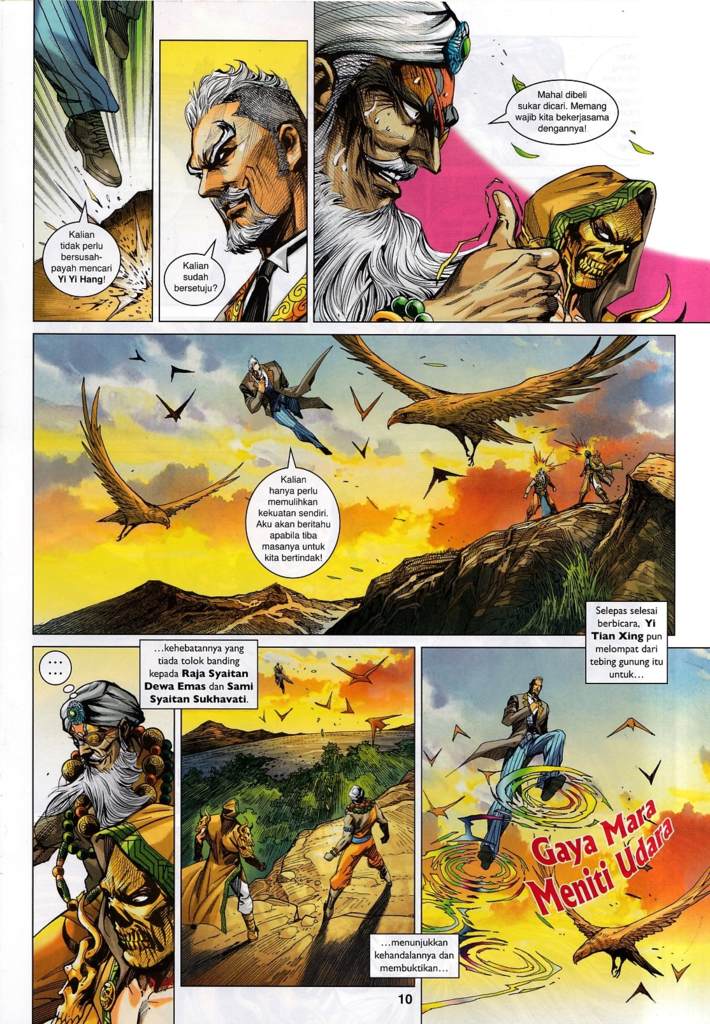 Kalian
tidak perlu
bersusah-
payah mencari
Yi Yi Hang!
Kalian
sudah
bersetuju?
Mahal dibeli
sukar dicari. Memang
wajib kita bekerjasama
dengannya!
Kalian
hanya perlu
memulihkan
kekuatan sendiri.
Aku akan beritahu
apabila tiba
masanya untuk
kita bertindak!
Selepas selesai
berbicara, Yi
Tian Xing pun
melompat dari
tebing gunung itu
untuk...
...menunjukkan
kehandalannya dan
membuktikan...
Gaya Mara
Meniti Udara
...kehebatannya yang
tiada tolok banding
kepada Raja Syaitan
Dewa Emas dan Sami
Syaitan Sukhavati.
...
...
10